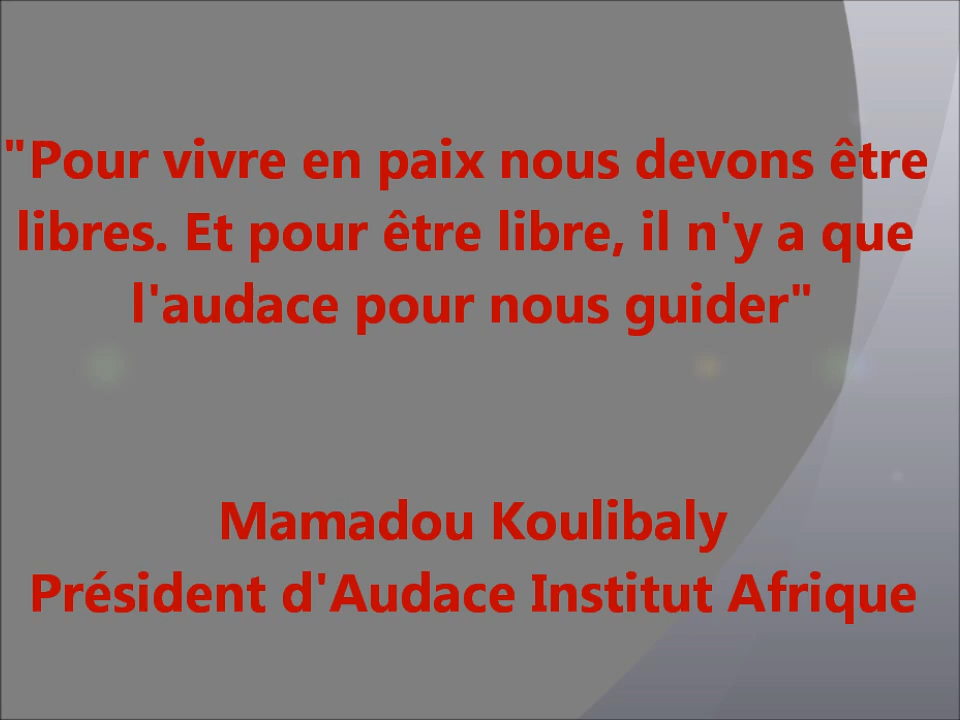 "Pour vivre en paix nous devons être
libres. Et pour être libre, il n'y a que
l'audace pour nous guider"
Mamadou Koulibaly
Président d'Audace Institut Afrique